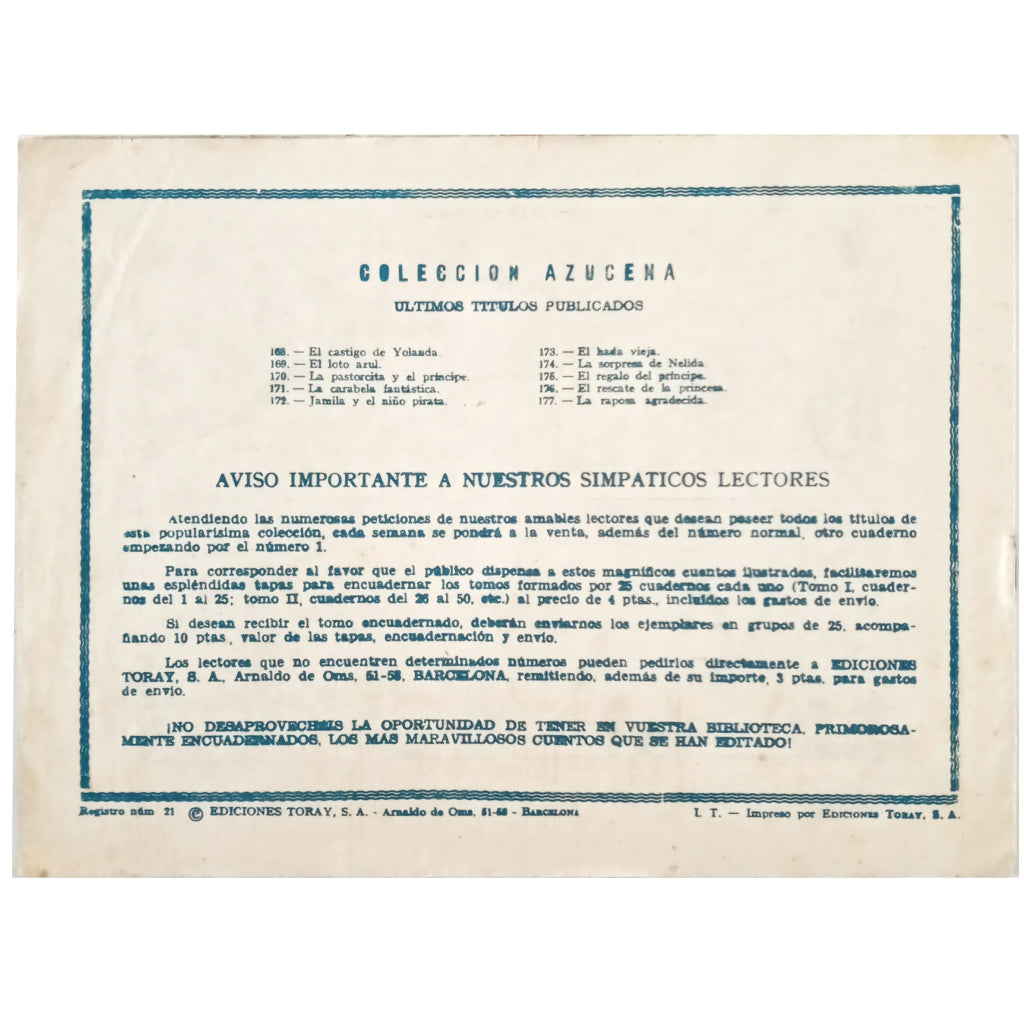 COLECCION AZUCENA
ULTIMOS TITULOS PUBLICADOS
168. — El castigo de Yolanda.
169. — El loto azul.
170. — La pastorcita y el príncipe.
171. — La carabela fantástica.
172. — Jamila y el niño pirata.
173. — El hada vieja.
174. — La sorpresa de Nelida.
175. — El regalo del príncipe.
176. — El rescate de la princesa.
177. — La raposa agradecida.
AVISO IMPORTANTE A NUESTROS SIMPATICOS LECTORES
Atendiendo las numerosas peticiones de nuestros amables lectores que desean poseer todos los títulos de
esta popularísima colección, cada semana se pondrá a la venta, además del número normal, otro cuaderno
empezando por el número 1.
Para corresponder al favor que el público dispensa a estos magníficos cuentos ilustrados, facilitaremos
unas espléndidas tapas para encuadernar los tomos formados por 25 cuadernos cada uno (Tomo I, cuader-
nos del 1 al 25; tomo II, cuadernos del 26 al 50, etc.) al precio de 4 ptas., incluidos los gastos de envío.
Si desean recibir el tomo encuadernado, deberán enviarnos los ejemplares en grupos de 25, acompa-
ñando 10 ptas., valor de las tapas, encuadernación y envío.
Los lectores que no encuentren determinados números pueden pedirlos directamente a EDICIONES
TORAY, S. A., Arnaldo de Oms, 51-53, BARCELONA, remitiendo, además de su importe, 3 ptas. para gastos
de envío.
¡NO DESAPROVECHEIS LA OPORTUNIDAD DE TENER EN VUESTRA BIBLIOTECA, PRIMOROSA-
MENTE ENCUADERNADOS, LOS MAS MARAVILLOSOS CUENTOS QUE SE HAN EDITADO!
Registro núm 21 © EDICIONES TORAY, S. A. - Arnaldo de Oms, 51-53 - BARCELONA
I. T. — Impreso por EDICIONES TORAY, S. A.